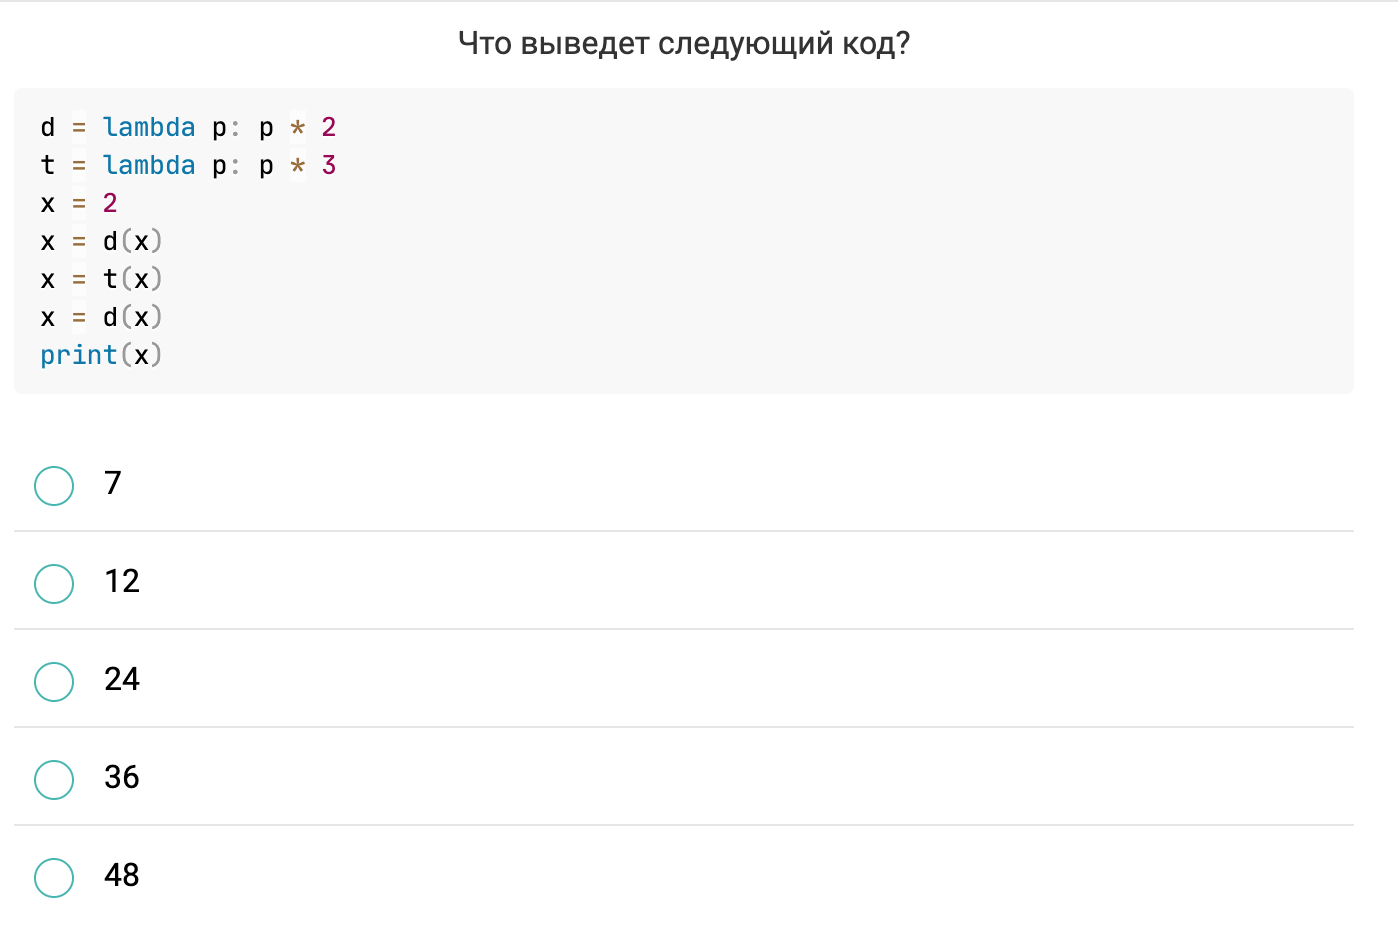 Что выведет следующий код?
d = lambda p: p * 2
t = lambda p: p * 3
x = 2
x = d(x)
x = t(x)
x = d(x)
print(x)
7
12
24
36
48